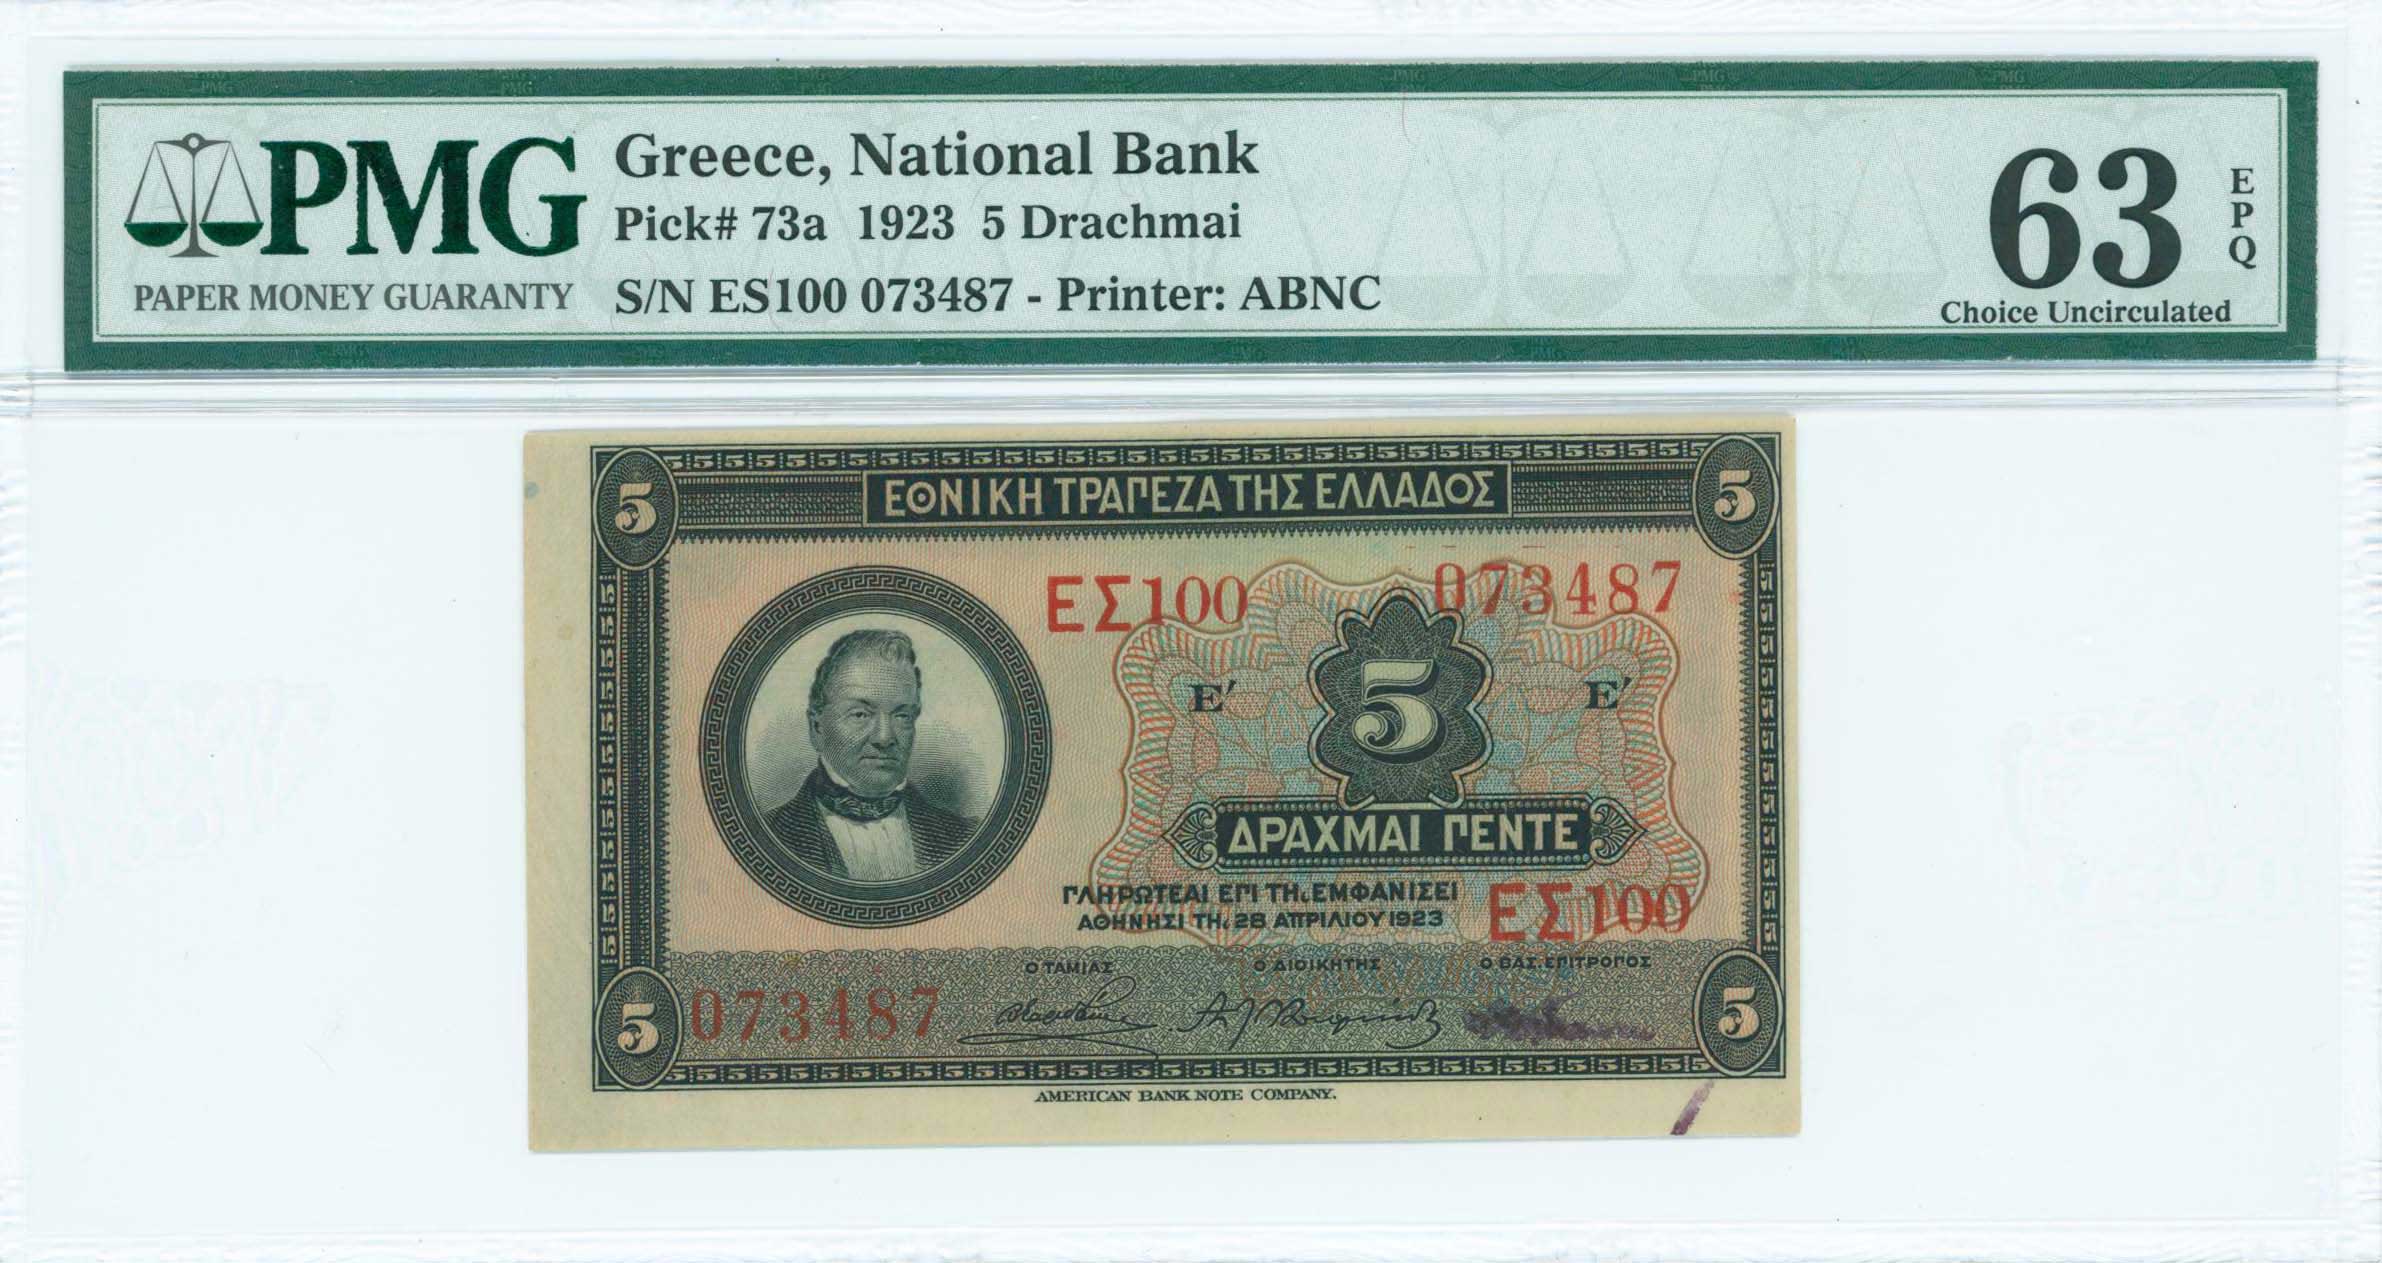 PMG
PAPER MONEY GUARANTY
Greece, National Bank
Pick# 73a 1923 5 Drachmai
S/N ES100 073487 - Printer: ABNC
63
EPQ
Choice Uncirculated
5 5
ΕΘΝΙΚΗ ΤΡΑΠΕΖΑ ΤΗΣ ΕΛΛΑΔΟΣ
ΕΣ100 073487
Ε′ 5 Ε′
ΔΡΑΧΜΑΙ ΠΕΝΤΕ
ΠΛΗΡΩΤΕΑΙ ΕΠΙ ΤΗι ΕΜΦΑΝΙΣΕΙ
ΑΘΗΝΗΣΙ ΤΗι 28 ΑΠΡΙΛΙΟΥ 1923
ΕΣ100
Ο ΤΑΜΙΑΣ Ο ΔΙΟΙΚΗΤΗΣ Ο ΒΑΣ. ΕΠΙΤΡΟΠΟΣ
073487
5 5
AMERICAN BANK NOTE COMPANY.